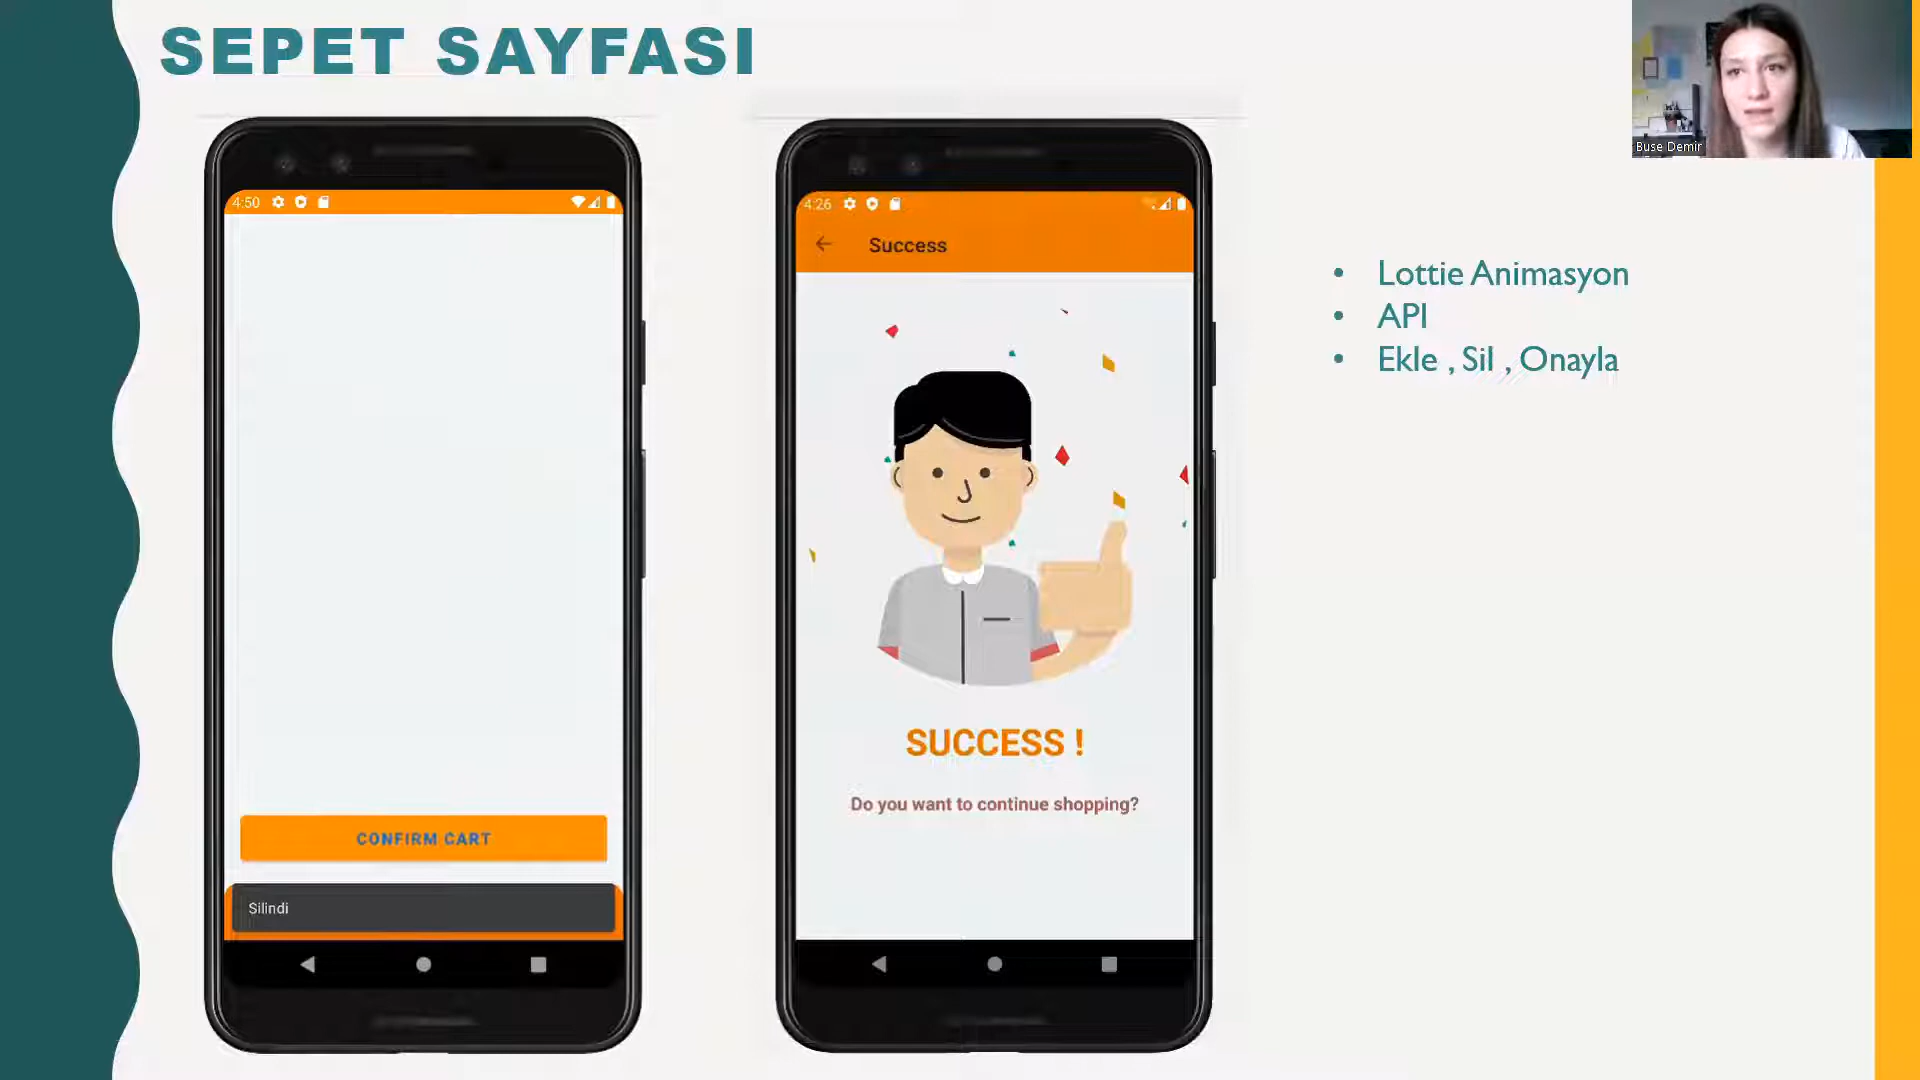 SEPET SAYFASI
Buse Demir
4:50
4:26
Success
SUCCESS !
Do you want to continue shopping?
CONFIRM CART
Silindi
• Lottie Animasyon
• API
• Ekle , Sil , Onayla